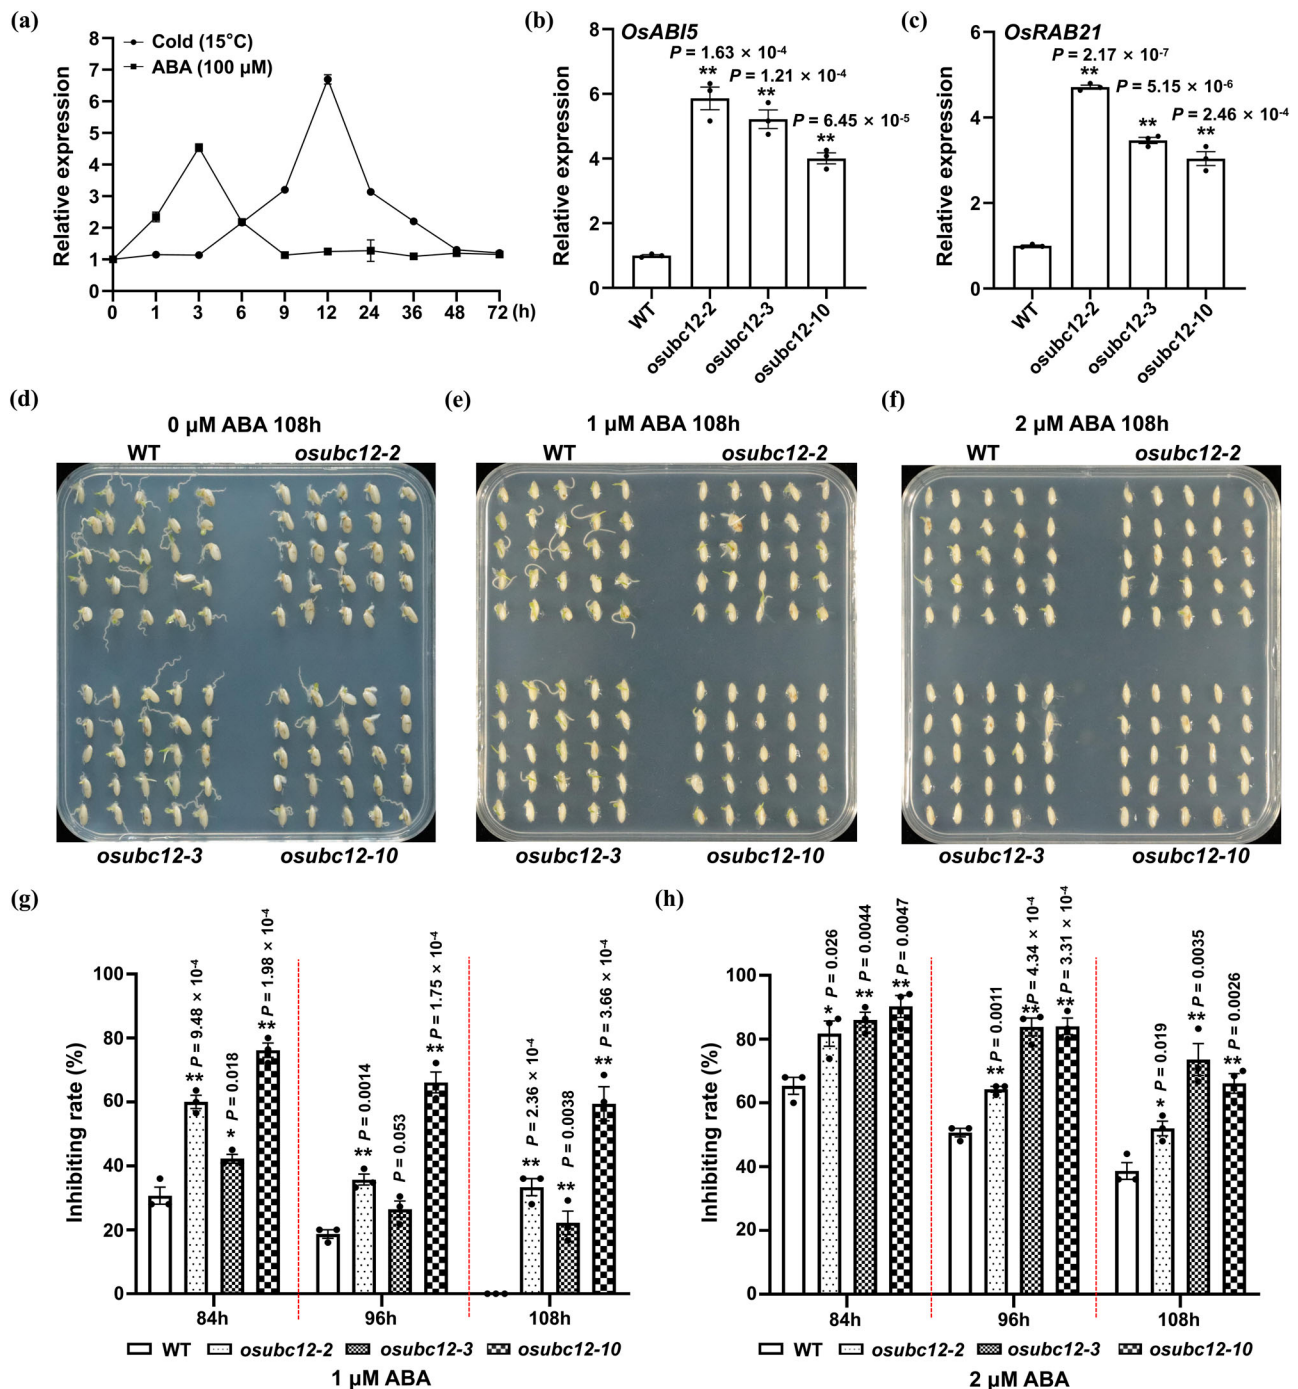 (a)
Cold (15°C)
ABA (100 µM)
Relative expression
8
7
6
5
4
3
2
1
0
0 1 3 6 9 12 24 36 48 72 (h)
(b)
OsABI5
P = 1.63 × 10-4
**
P = 1.21 × 10-4
**
P = 6.45 × 10-5
**
Relative expression
8
6
4
2
0
WT
osubc12-2
osubc12-3
osubc12-10
(c)
OsRAB21
P = 2.17 × 10-7
**
P = 5.15 × 10-6
**
P = 2.46 × 10-4
**
Relative expression
6
4
2
0
WT
osubc12-2
osubc12-3
osubc12-10
(d)
0 µM ABA 108h
WT osubc12-2
osubc12-3 osubc12-10
(e)
1 µM ABA 108h
WT osubc12-2
osubc12-3 osubc12-10
(f)
2 µM ABA 108h
WT osubc12-2
osubc12-3 osubc12-10
(g)
Inhibiting rate (%)
100
80
60
40
20
0
** P = 9.48 × 10-4
* P = 0.018
** P = 1.98 × 10-4
** P = 0.0014
P = 0.053
** P = 1.75 × 10-4
** P = 2.36 × 10-4
** P = 0.0038
** P = 3.66 × 10-4
84h 96h 108h
WT osubc12-2 osubc12-3 osubc12-10
1 µM ABA
(h)
Inhibiting rate (%)
100
80
60
40
20
0
* P = 0.026
** P = 0.0044
** P = 0.0047
** P = 0.0011
** P = 4.34 × 10-4
** P = 3.31 × 10-4
* P = 0.019
** P = 0.0035
** P = 0.0026
84h 96h 108h
WT osubc12-2 osubc12-3 osubc12-10
2 µM ABA